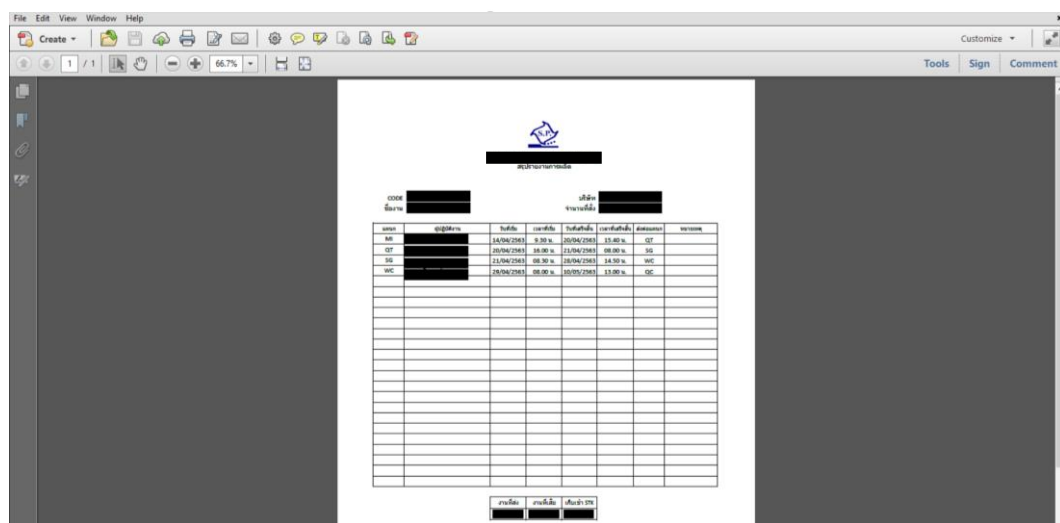 File Edit View Window Help
Create Customize
1 / 1 66.7% Tools Sign Comment
S.P.
สรุปรายงานการผลิต
CODE บริษัท
ชื่องาน จำนวนที่สั่ง
แผนก ผู้ปฏิบัติงาน วันที่เริ่ม เวลาที่เริ่ม วันที่เสร็จสิ้น เวลาที่เสร็จสิ้น ส่งต่อแผนก หมายเหตุ
MI 14/04/2563 9.30 น. 20/04/2563 15.40 น. QT
QT 20/04/2563 16.00 น. 21/04/2563 08.00 น. SG
SG 21/04/2563 08.30 น. 28/04/2563 14.50 น. WC
WC 29/04/2563 08.00 น. 10/05/2563 13.00 น. QC
งานที่ส่ง งานที่เสีย เก็บเข้า STK